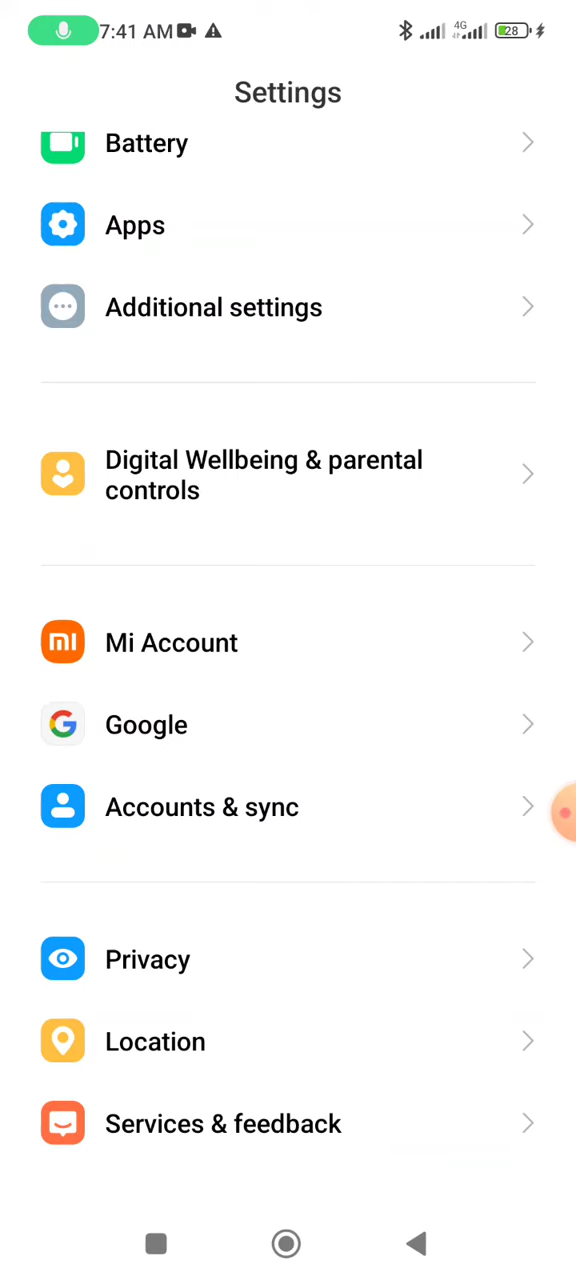 7:41 AM 4G 28
Settings
Battery
Apps
Additional settings
Digital Wellbeing & parental
controls
mi Mi Account
G Google
Accounts & sync
Privacy
Location
Services & feedback